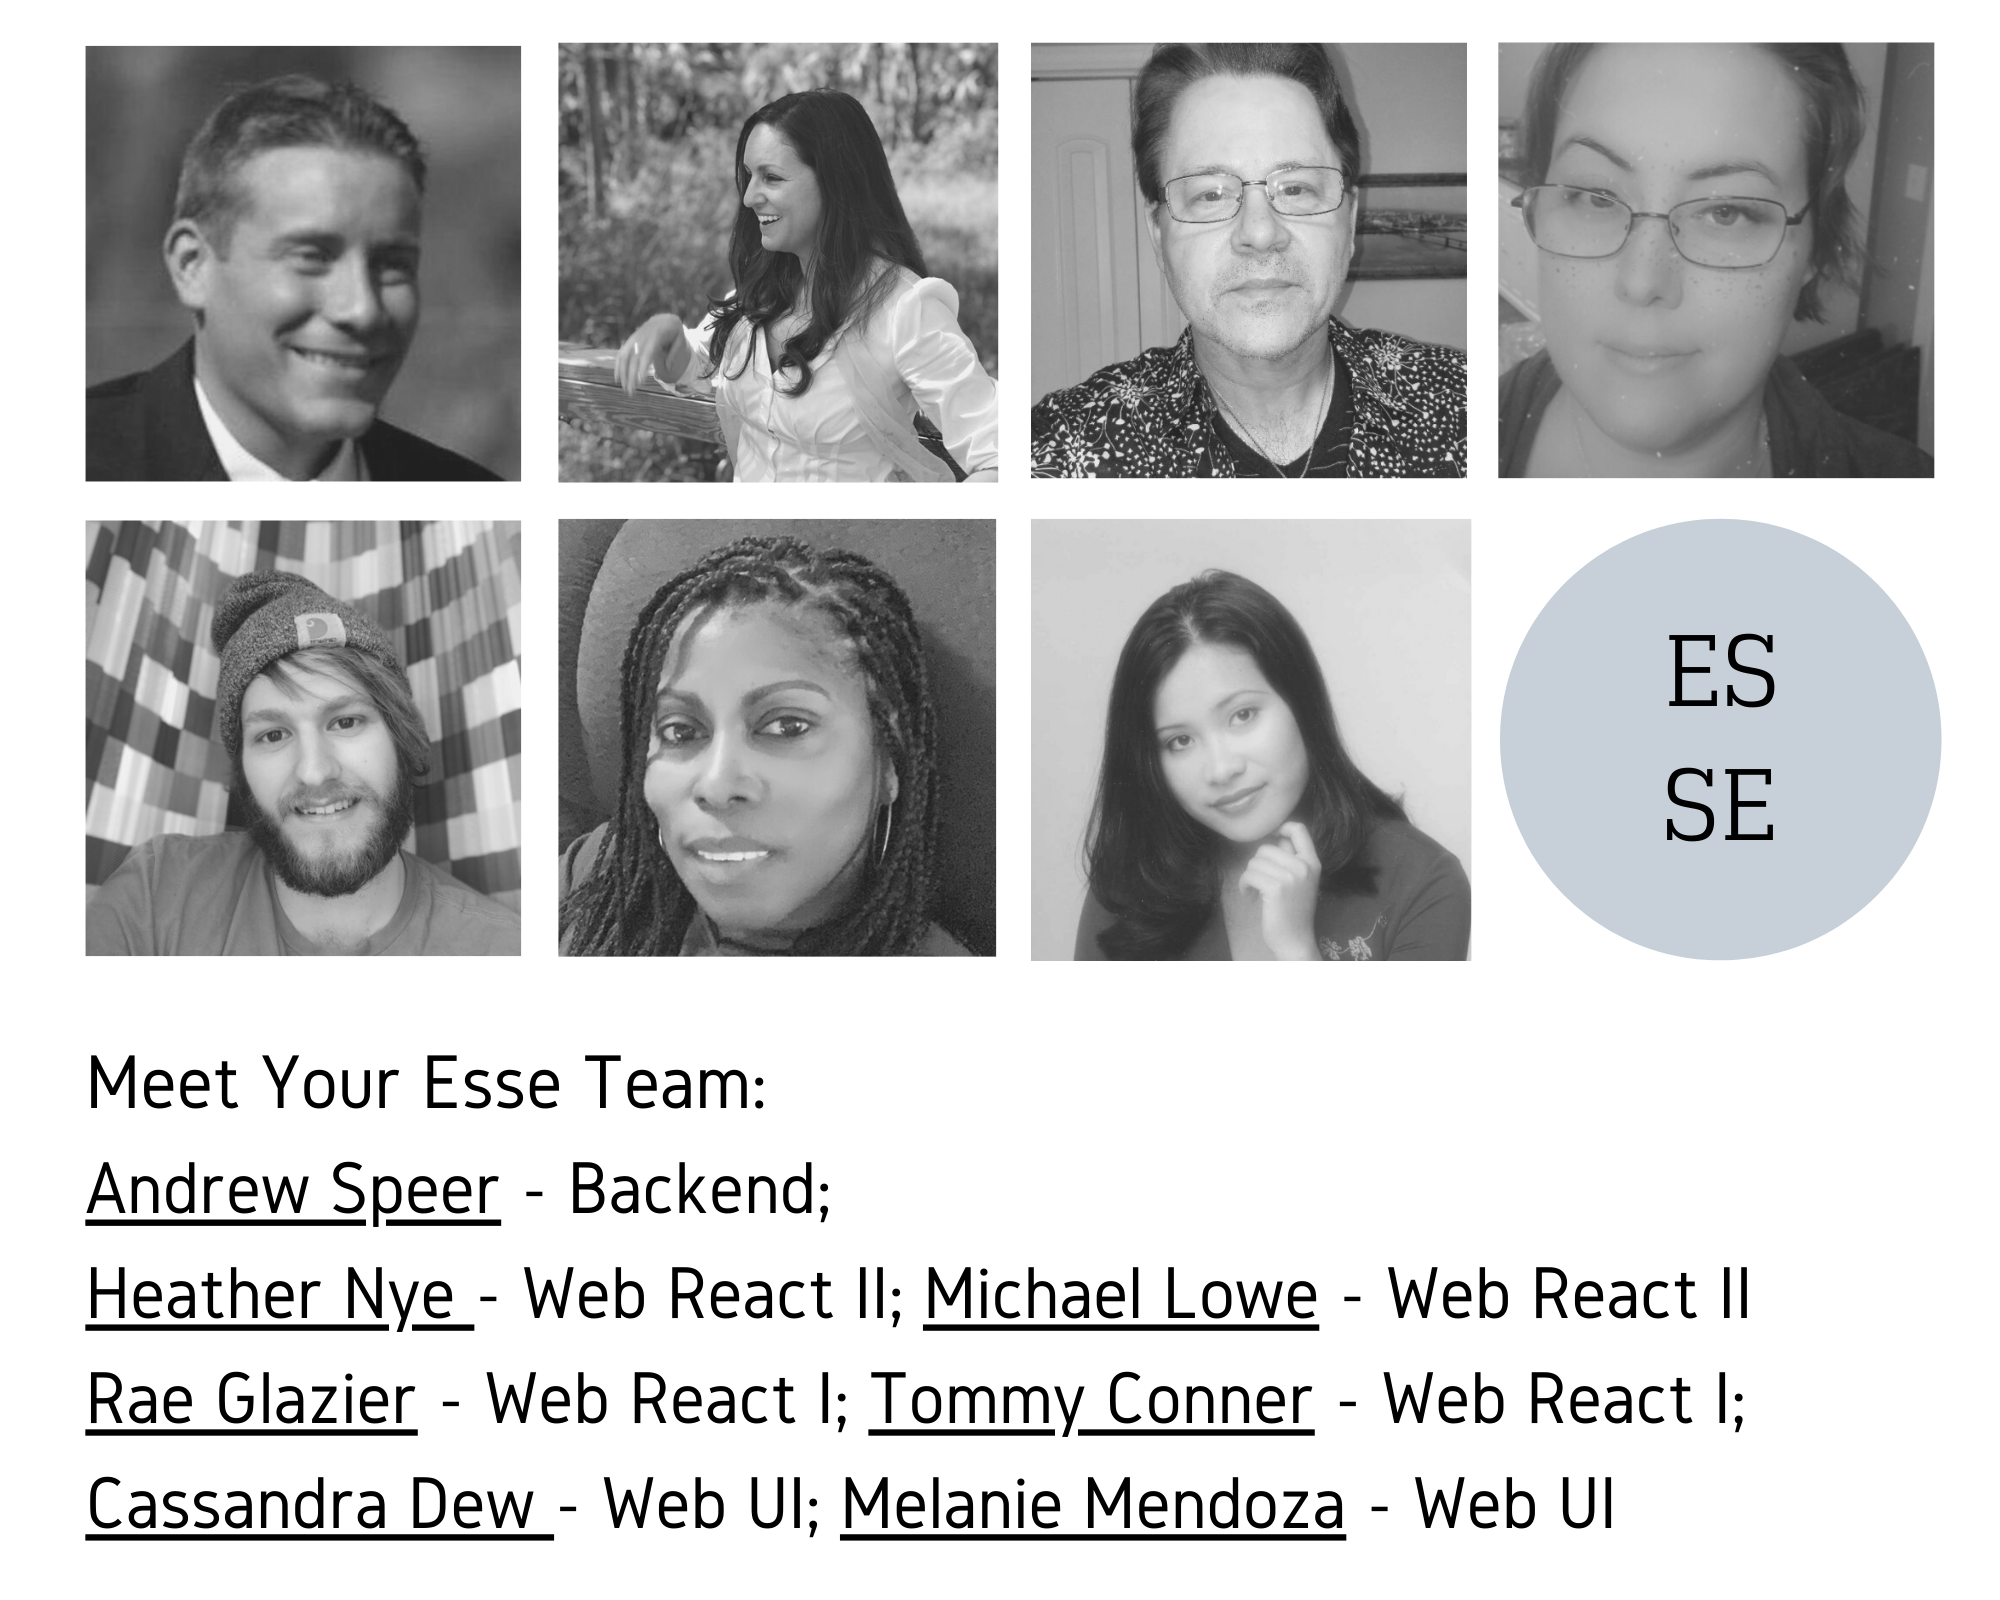 ES
SE
Meet Your Esse Team:
Andrew Speer - Backend;
Heather Nye - Web React II; Michael Lowe - Web React II
Rae Glazier - Web React I; Tommy Conner - Web React I;
Cassandra Dew - Web UI; Melanie Mendoza - Web UI